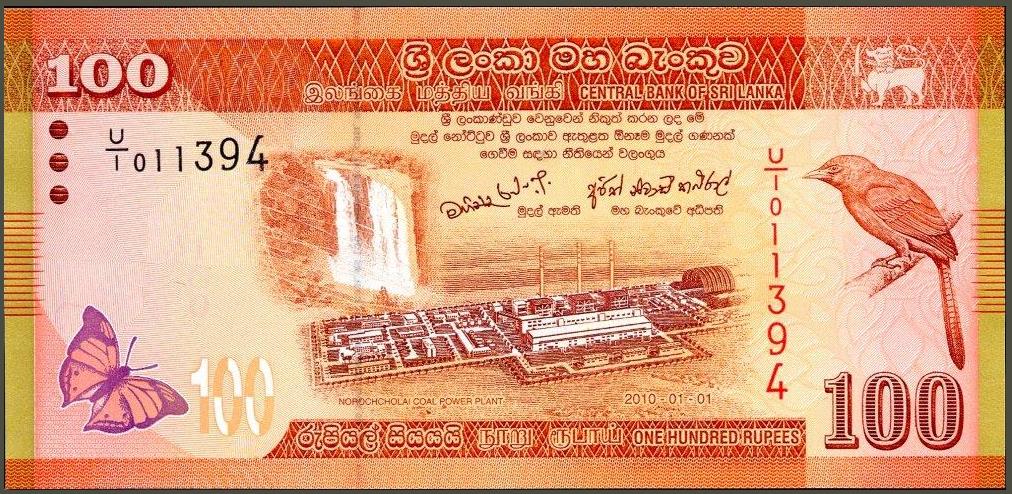 100
ශ්‍රී ලංකා මහ බැංකුව
இலங்கை மத்திய வங்கி CENTRAL BANK OF SRI LANKA
ශ්‍රී ලංකාණ්ඩුව වෙනුවෙන් නිකුත් කරන ලද මේ
මුදල් නෝට්ටුව ශ්‍රී ලංකාව ඇතුළත ඕනෑම මුදල් ගණනක්
ගෙවීම සඳහා නීතියෙන් වලංගුය
U/1 011394
මුදල් ඇමති මහ බැංකුවේ අධිපති
U/1 011394
100
NOROCHCHOLAI COAL POWER PLANT
2010-01-01
100
රුපියල් සියයයි நூறு ரூபாய் ONE HUNDRED RUPEES